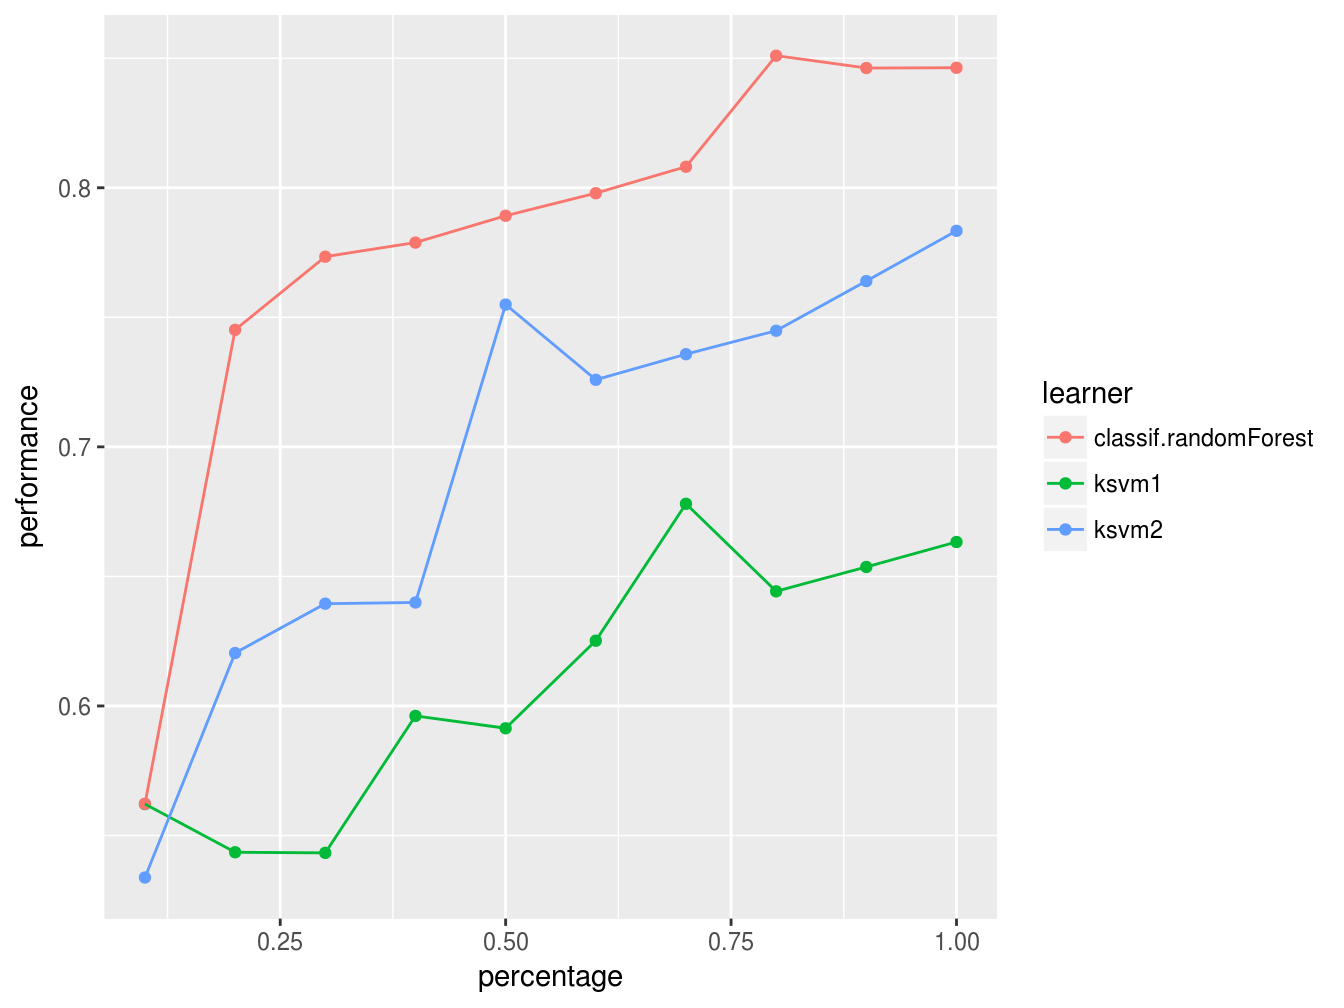 0.8
0.7
0.6
performance
0.25 0.50 0.75 1.00
percentage
learner
classif.randomForest
ksvm1
ksvm2